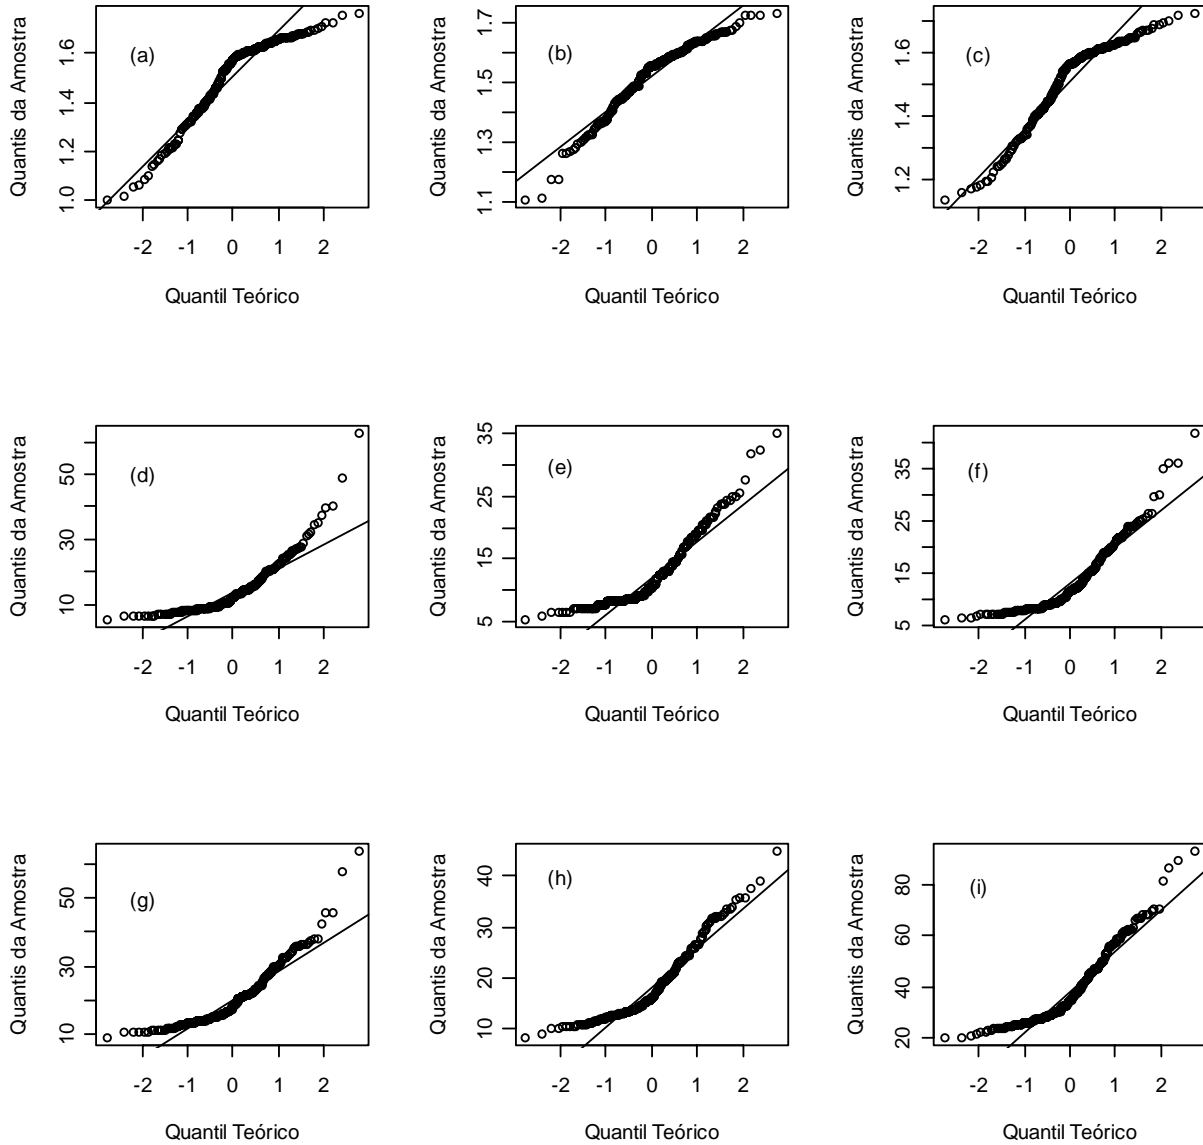 Quantis da Amostra
1.0 1.2 1.4 1.6
(a)
-2 -1 0 1 2
Quantil Teórico
Quantis da Amostra
1.1 1.3 1.5 1.7
(b)
-2 -1 0 1 2
Quantil Teórico
Quantis da Amostra
1.2 1.4 1.6
(c)
-2 -1 0 1 2
Quantil Teórico
Quantis da Amostra
10 30 50
(d)
-2 -1 0 1 2
Quantil Teórico
Quantis da Amostra
5 15 25 35
(e)
-2 -1 0 1 2
Quantil Teórico
Quantis da Amostra
5 15 25 35
(f)
-2 -1 0 1 2
Quantil Teórico
Quantis da Amostra
10 30 50
(g)
-2 -1 0 1 2
Quantil Teórico
Quantis da Amostra
10 20 30 40
(h)
-2 -1 0 1 2
Quantil Teórico
Quantis da Amostra
20 40 60 80
(i)
-2 -1 0 1 2
Quantil Teórico